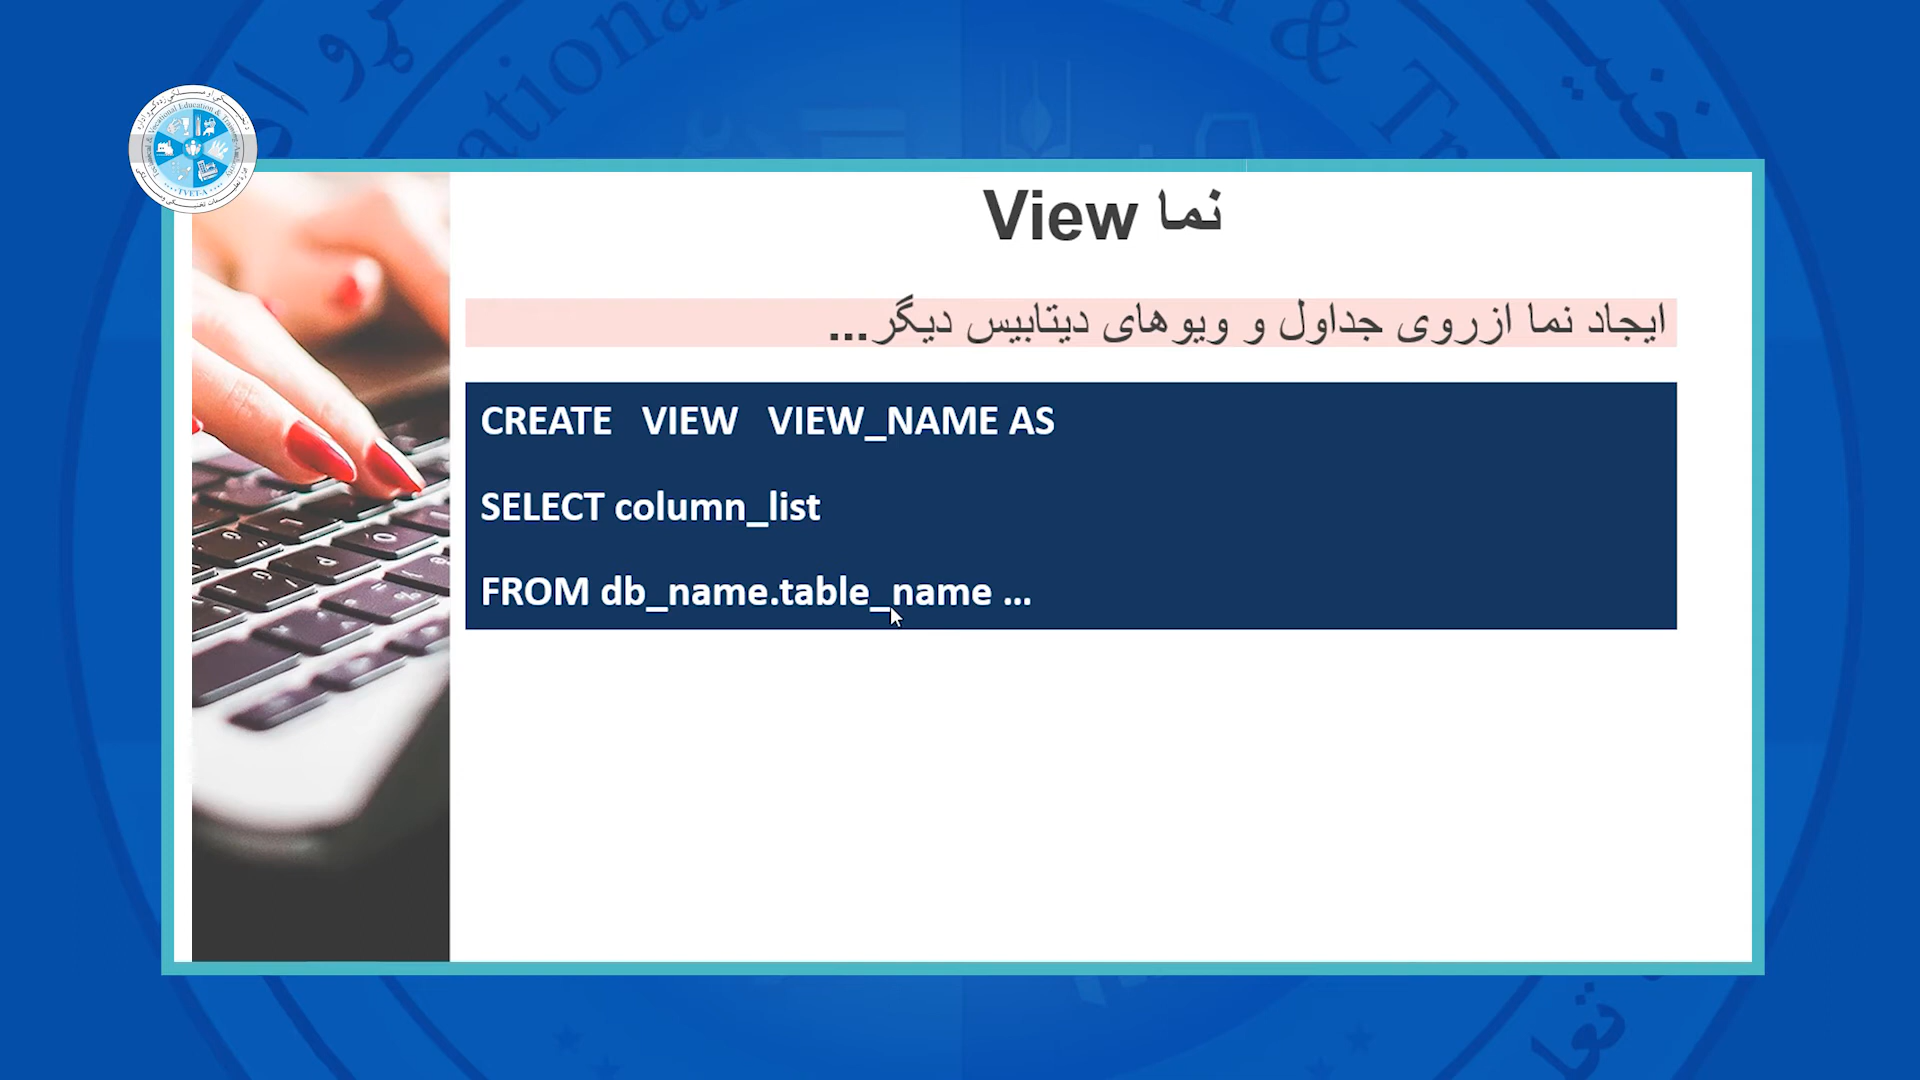 نما View
ایجاد نما ازروی جداول و ویوهای دیتابیس دیگر...
CREATE VIEW VIEW_NAME AS
SELECT column_list
FROM db_name.table_name ...